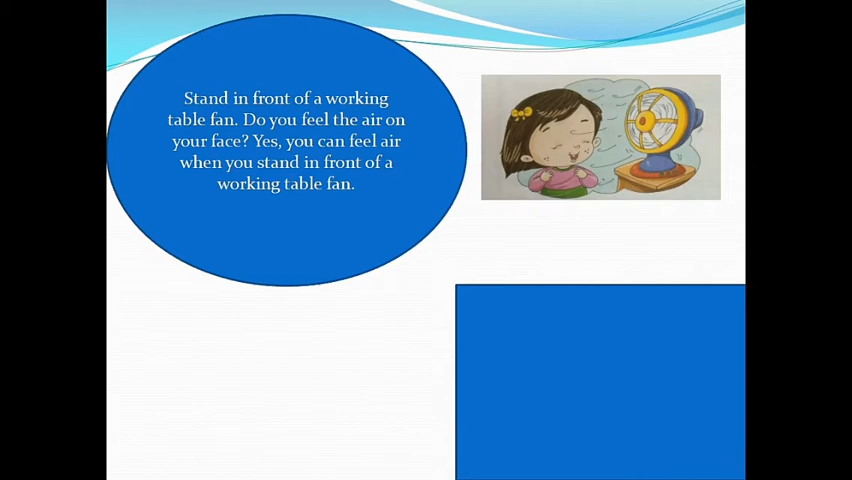 Stand in front of a working
table fan. Do you feel the air on
your face? Yes, you can feel air
when you stand in front of a
working table fan.